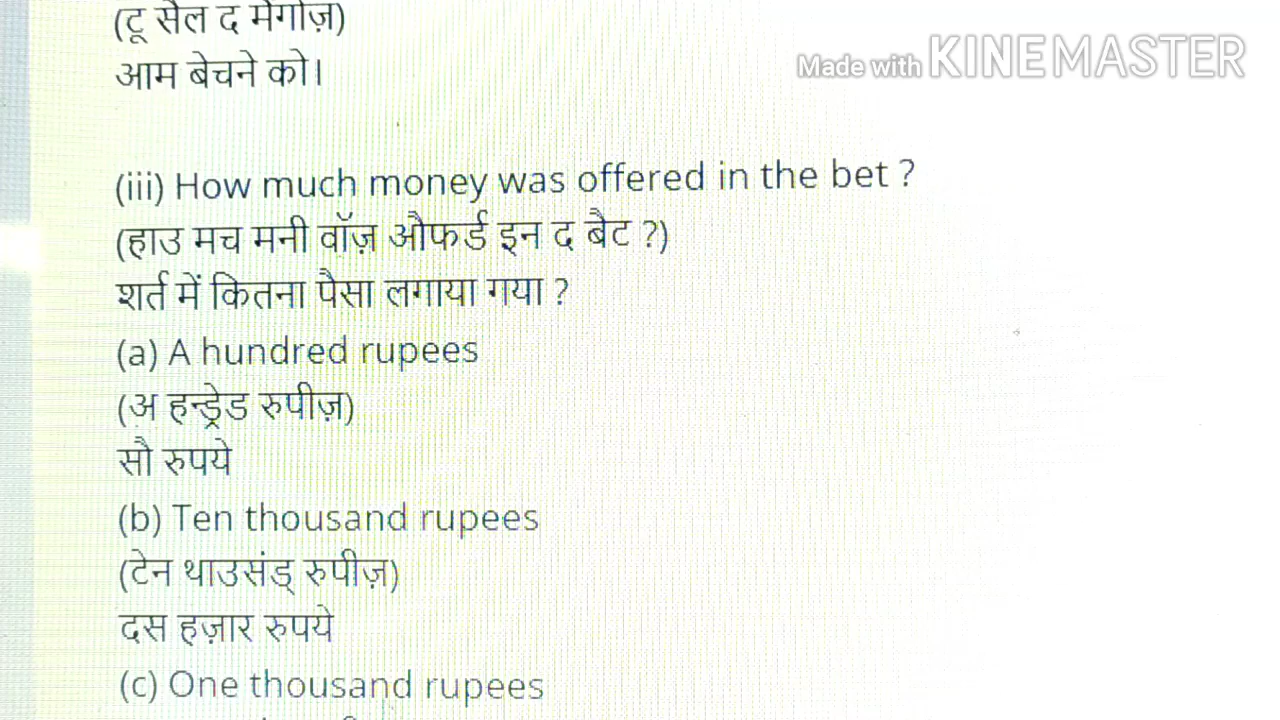 (टू सैल द मैंगोज़)
आम बेचने को।
Made with KINEMASTER
(iii) How much money was offered in the bet ?
(हाउ मच मनी वॉज़ औफर्ड इन द बैट ?)
शर्त में कितना पैसा लगाया गया ?
(a) A hundred rupees
(अ हन्ड्रेड रुपीज़)
सौ रुपये
(b) Ten thousand rupees
(टेन थाउसंड् रुपीज़)
दस हज़ार रुपये
(c) One thousand rupees